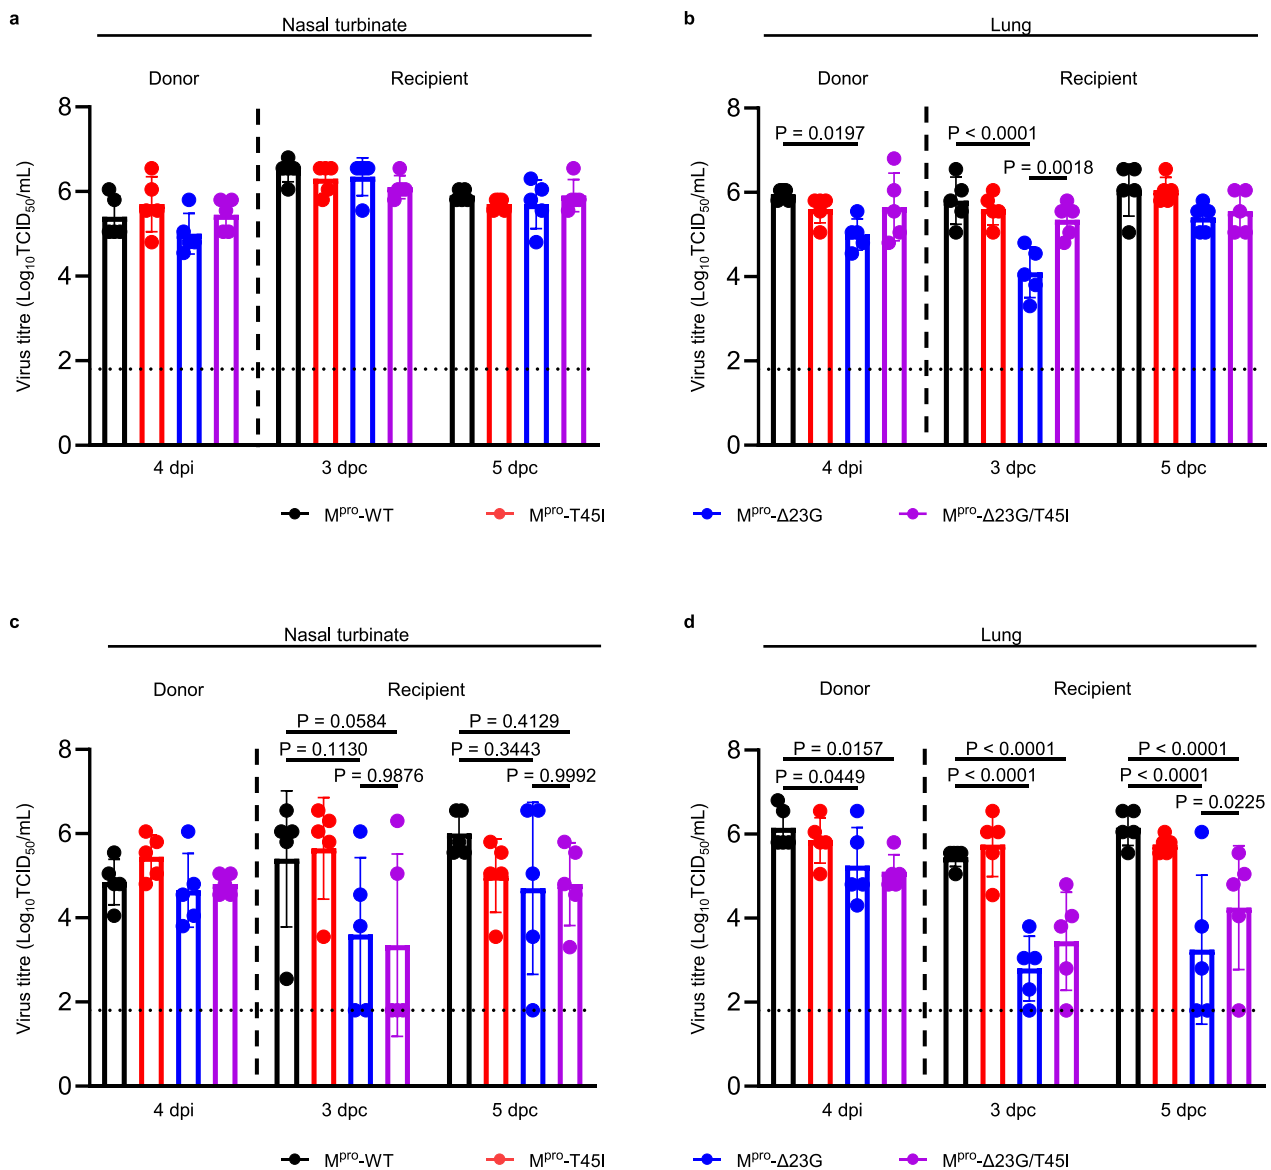 a
Nasal turbinate
Donor Recipient
Virus titre (Log10TCID50/mL)
8
6
4
2
0
4 dpi 3 dpc 5 dpc
b
Lung
Donor Recipient
P = 0.0197
P < 0.0001
P = 0.0018
Virus titre (Log10TCID50/mL)
8
6
4
2
0
4 dpi 3 dpc 5 dpc
Mpro-WT Mpro-T45I Mpro-Δ23G Mpro-Δ23G/T45I
c
Nasal turbinate
Donor Recipient
P = 0.0584 P = 0.4129
P = 0.1130 P = 0.3443
P = 0.9876 P = 0.9992
Virus titre (Log10TCID50/mL)
8
6
4
2
0
4 dpi 3 dpc 5 dpc
d
Lung
Donor Recipient
P = 0.0157 P < 0.0001 P < 0.0001
P = 0.0449 P < 0.0001 P < 0.0001
P = 0.0225
Virus titre (Log10TCID50/mL)
8
6
4
2
0
4 dpi 3 dpc 5 dpc
Mpro-WT Mpro-T45I Mpro-Δ23G Mpro-Δ23G/T45I